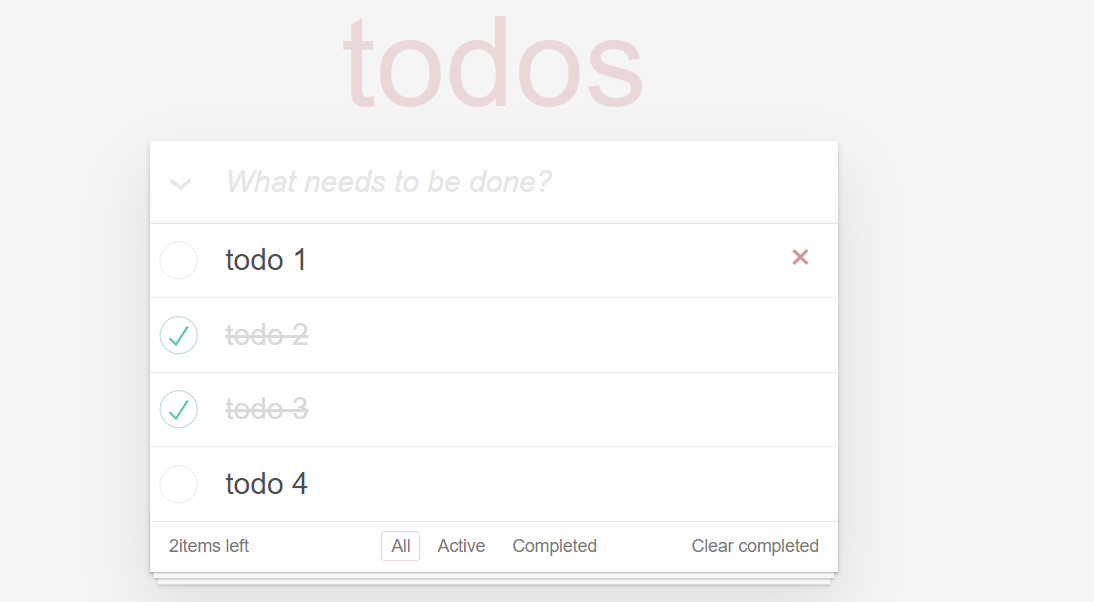 todos
What needs to be done?
todo 1
todo 2
todo 3
todo 4
2items left All Active Completed Clear completed